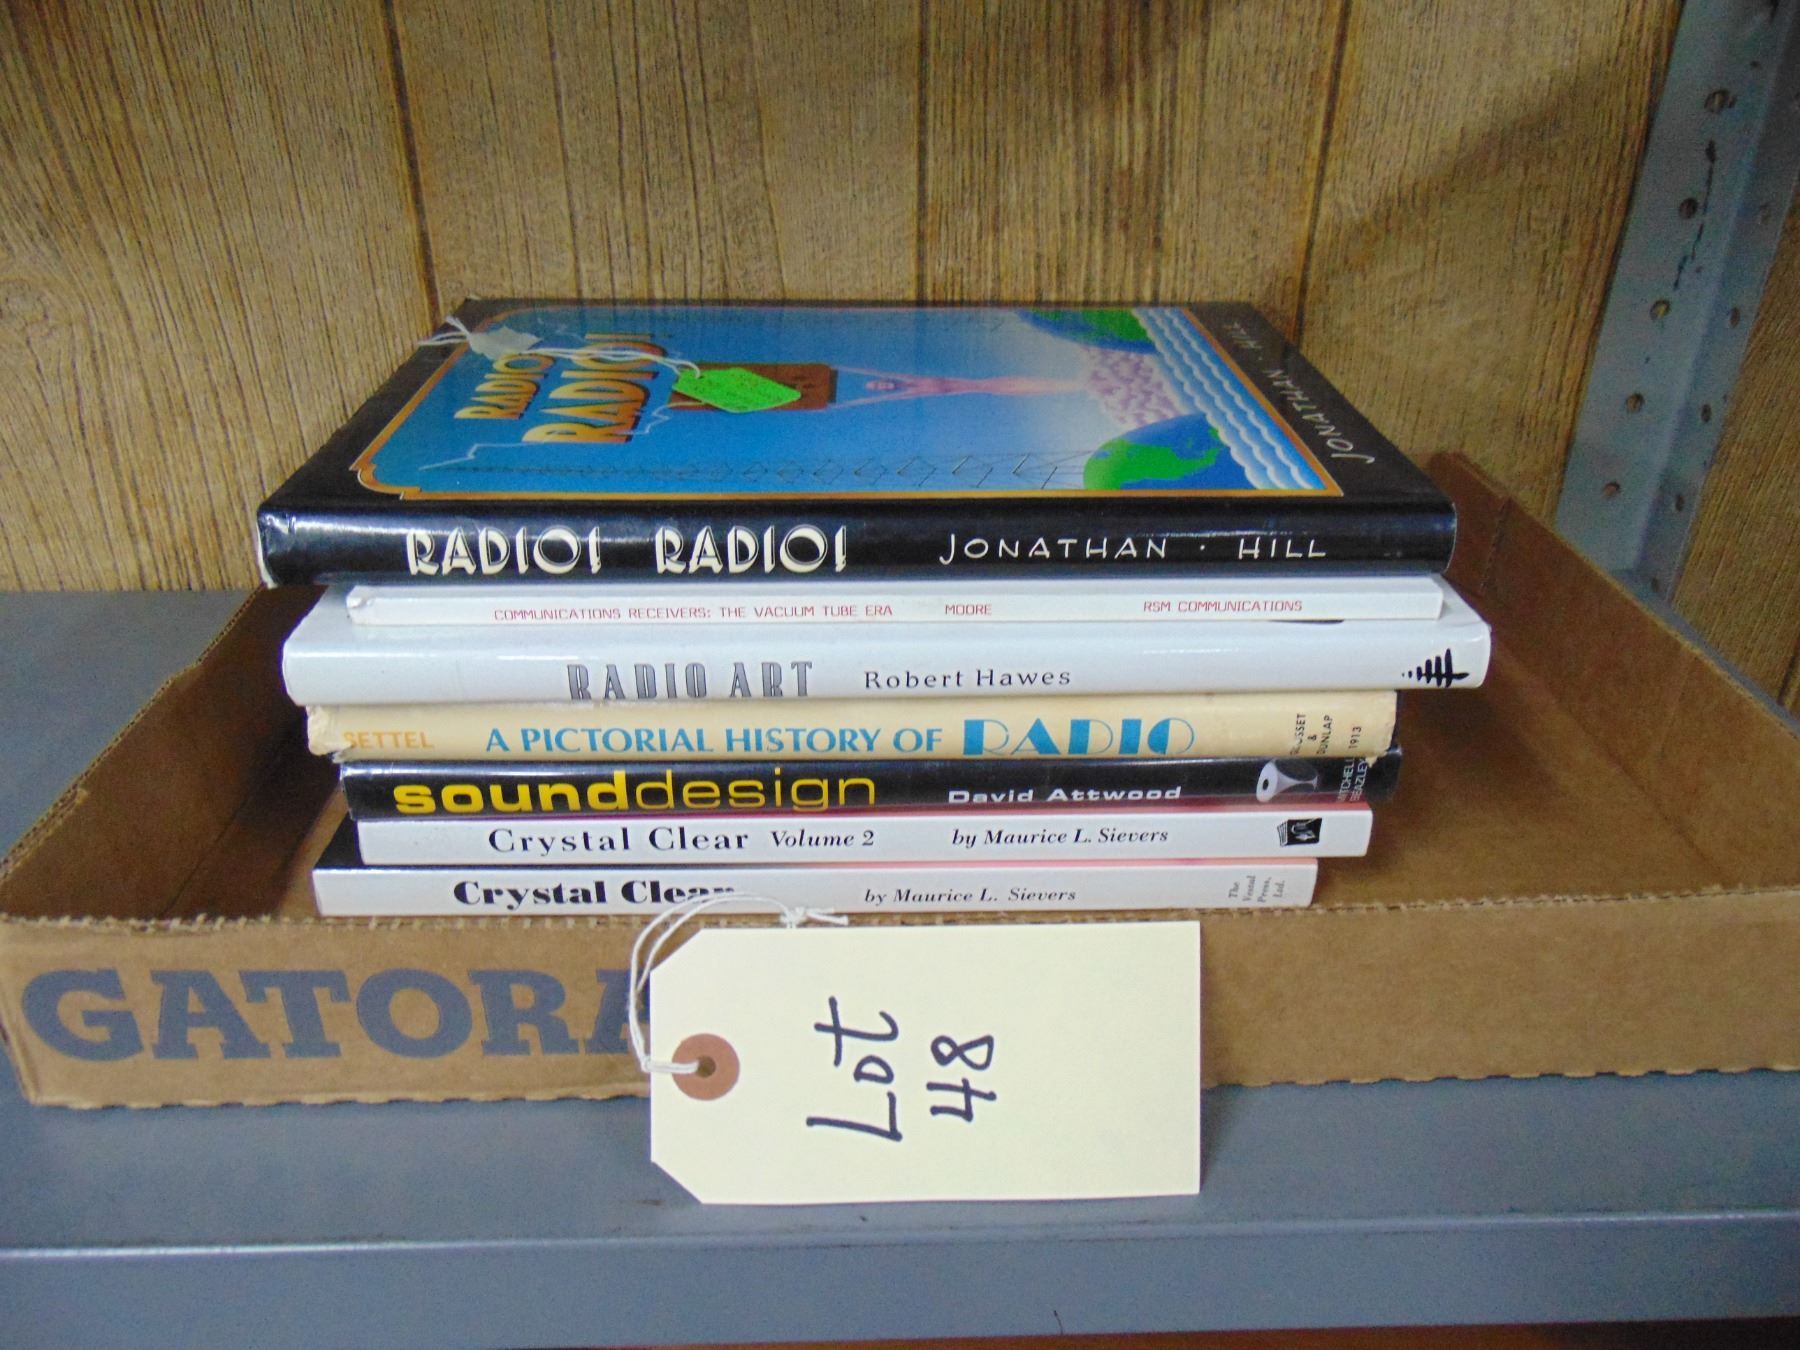 RADIO!
RADIO!
JONATHAN · HILL
RADIO! RADIO! JONATHAN · HILL
COMMUNICATIONS RECEIVERS: THE VACUUM TUBE ERA MOORE RSM COMMUNICATIONS
RADIO ART Robert Hawes
SETTEL A PICTORIAL HISTORY OF RADIO
& DUNLAP
1913
sounddesign David Attwood
MITCHELL
BEAZLEY
Crystal Clear Volume 2 by Maurice L. Sievers
Crystal Clear by Maurice L. Sievers
The
Vestal
Press,
Ltd.
GATORA
Lot
48